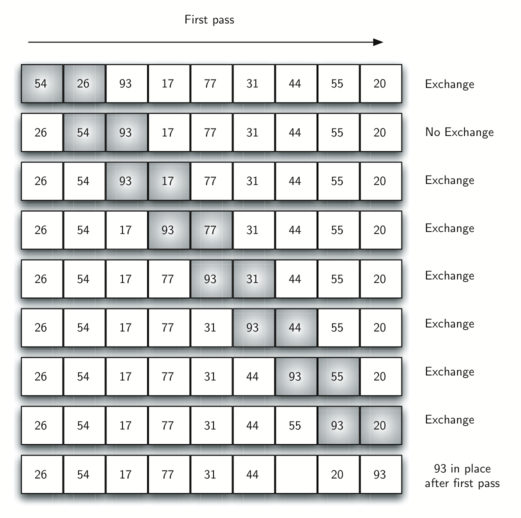 First pass
54 26 93 17 77 31 44 55 20 Exchange
26 54 93 17 77 31 44 55 20 No Exchange
26 54 93 17 77 31 44 55 20 Exchange
26 54 17 93 77 31 44 55 20 Exchange
26 54 17 77 93 31 44 55 20 Exchange
26 54 17 77 31 93 44 55 20 Exchange
26 54 17 77 31 44 93 55 20 Exchange
26 54 17 77 31 44 55 93 20 Exchange
26 54 17 77 31 44 20 93 93 in place
after first pass